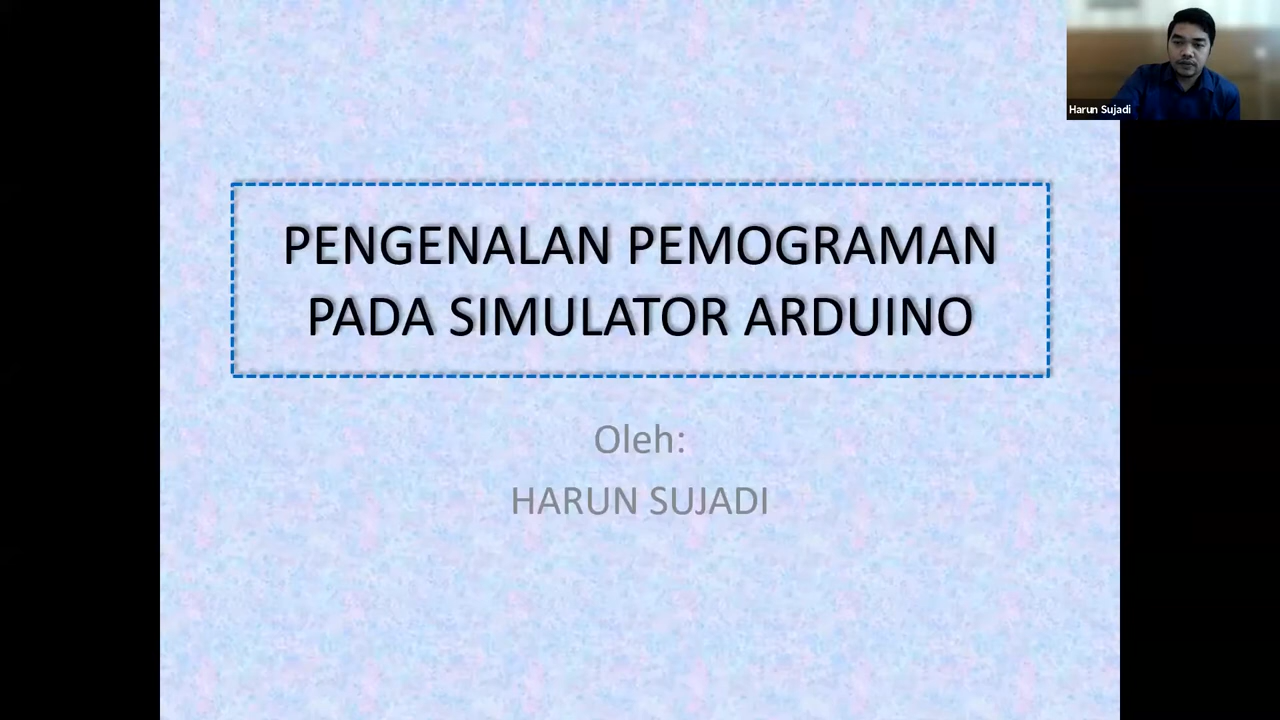 Harun Sujadi
PENGENALAN PEMOGRAMAN
PADA SIMULATOR ARDUINO
Oleh:
HARUN SUJADI